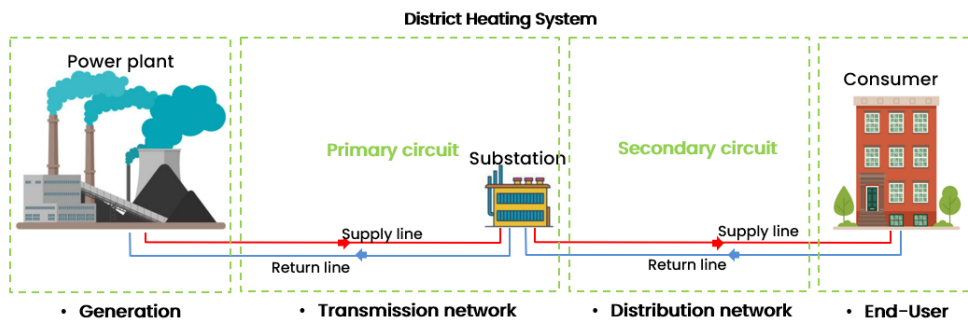 District Heating System
Power plant
Consumer
Primary circuit
Secondary circuit
Substation
Supply line
Supply line
Return line
Return line
• Generation
• Transmission network
• Distribution network
• End-User